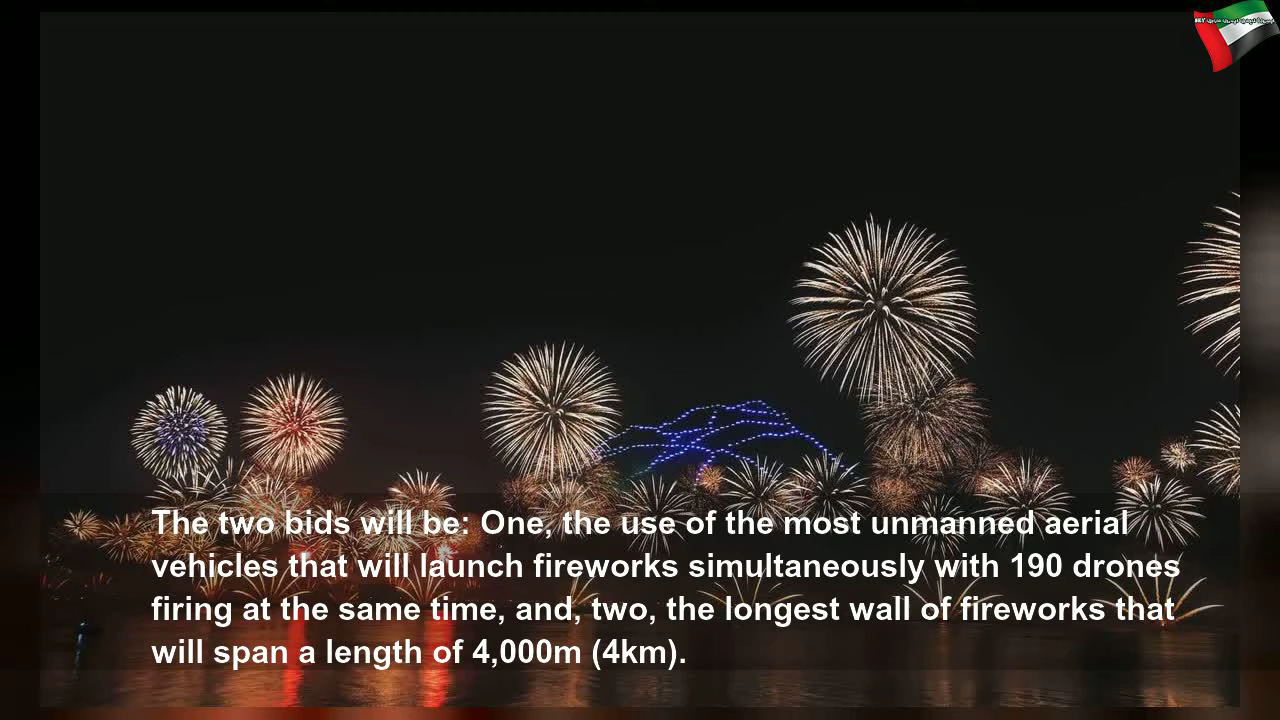 The two bids will be: One, the use of the most unmanned aerial
vehicles that will launch fireworks simultaneously with 190 drones
firing at the same time, and, two, the longest wall of fireworks that
will span a length of 4,000m (4km).